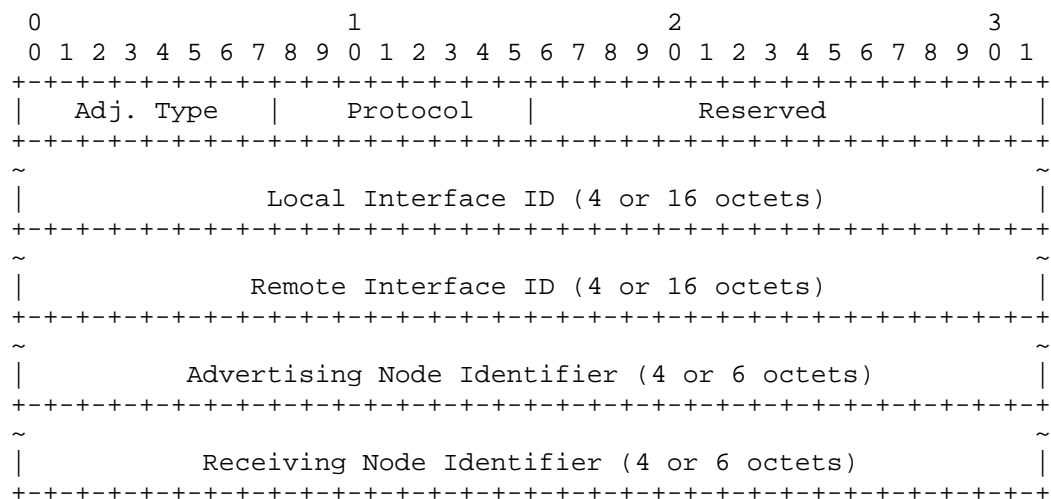 0                   1                   2                   3
 0 1 2 3 4 5 6 7 8 9 0 1 2 3 4 5 6 7 8 9 0 1 2 3 4 5 6 7 8 9 0 1
+-+-+-+-+-+-+-+-+-+-+-+-+-+-+-+-+-+-+-+-+-+-+-+-+-+-+-+-+-+-+-+-+
|   Adj. Type   |   Protocol    |          Reserved             |
+-+-+-+-+-+-+-+-+-+-+-+-+-+-+-+-+-+-+-+-+-+-+-+-+-+-+-+-+-+-+-+-+
~                                                               ~
|               Local Interface ID (4 or 16 octets)             |
+-+-+-+-+-+-+-+-+-+-+-+-+-+-+-+-+-+-+-+-+-+-+-+-+-+-+-+-+-+-+-+-+
~                                                               ~
|              Remote Interface ID (4 or 16 octets)             |
+-+-+-+-+-+-+-+-+-+-+-+-+-+-+-+-+-+-+-+-+-+-+-+-+-+-+-+-+-+-+-+-+
~                                                               ~
|          Advertising Node Identifier (4 or 6 octets)          |
+-+-+-+-+-+-+-+-+-+-+-+-+-+-+-+-+-+-+-+-+-+-+-+-+-+-+-+-+-+-+-+-+
~                                                               ~
|           Receiving Node Identifier (4 or 6 octets)           |
+-+-+-+-+-+-+-+-+-+-+-+-+-+-+-+-+-+-+-+-+-+-+-+-+-+-+-+-+-+-+-+-+